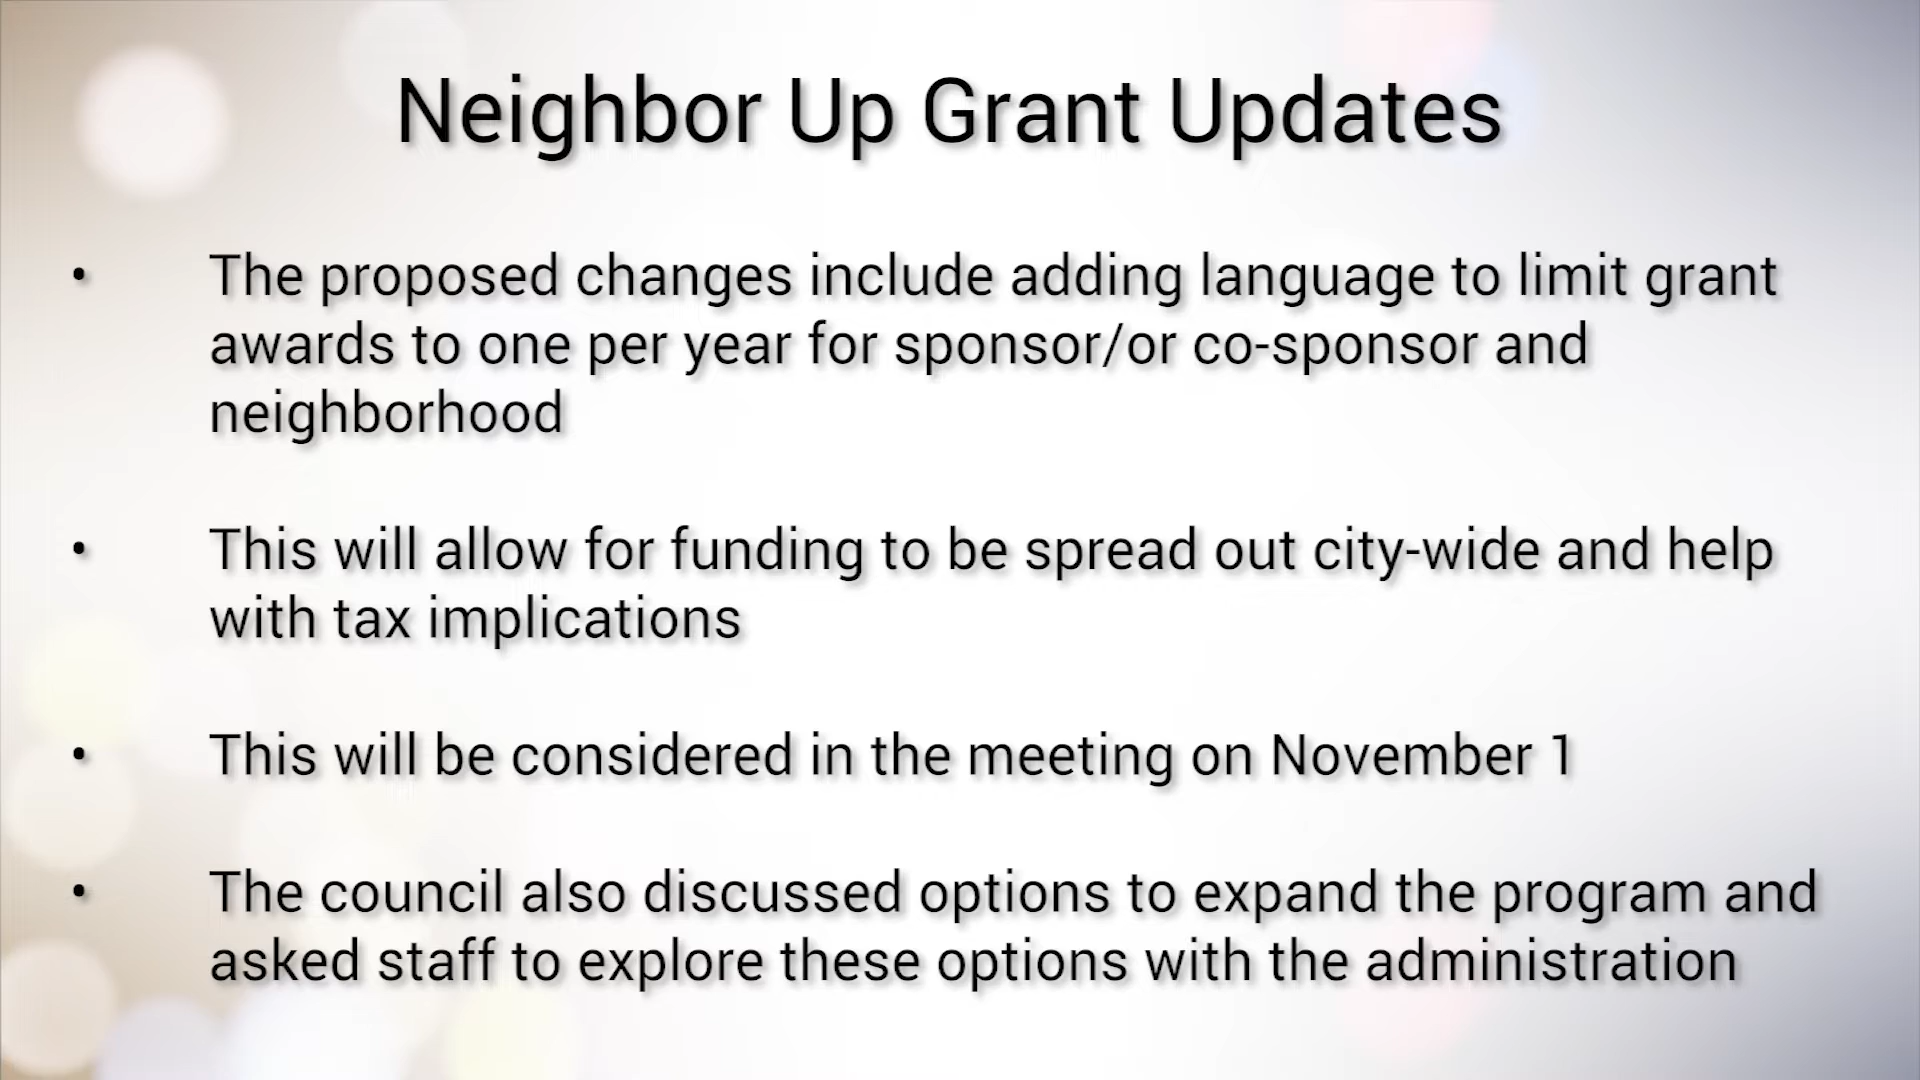 Neighbor Up Grant Updates
• The proposed changes include adding language to limit grant
awards to one per year for sponsor/or co-sponsor and
neighborhood
• This will allow for funding to be spread out city-wide and help
with tax implications
• This will be considered in the meeting on November 1
• The council also discussed options to expand the program and
asked staff to explore these options with the administration